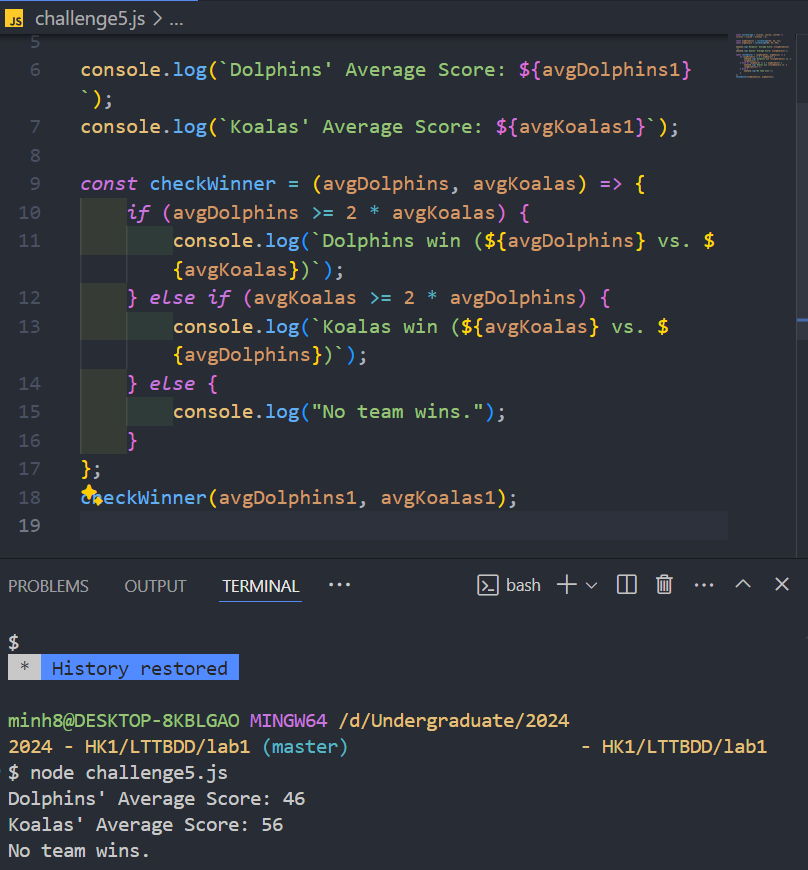 JS challenge5.js > ...
5
6 console.log(`Dolphins' Average Score: ${avgDolphins1}
`);
7 console.log(`Koalas' Average Score: ${avgKoalas1}`);
8
9 const checkWinner = (avgDolphins, avgKoalas) => {
10 if (avgDolphins >= 2 * avgKoalas) {
11 console.log(`Dolphins win (${avgDolphins} vs. $
{avgKoalas})`);
12 } else if (avgKoalas >= 2 * avgDolphins) {
13 console.log(`Koalas win (${avgKoalas} vs. $
{avgDolphins})`);
14 } else {
15 console.log("No team wins.");
16 }
17 };
18 checkWinner(avgDolphins1, avgKoalas1);
19
PROBLEMS OUTPUT TERMINAL ... bash
$
* History restored
minh8@DESKTOP-8KBLGAO MINGW64 /d/Undergraduate/2024
2024 - HK1/LTTBDD/lab1 (master) - HK1/LTTBDD/lab1
$ node challenge5.js
Dolphins' Average Score: 46
Koalas' Average Score: 56
No team wins.